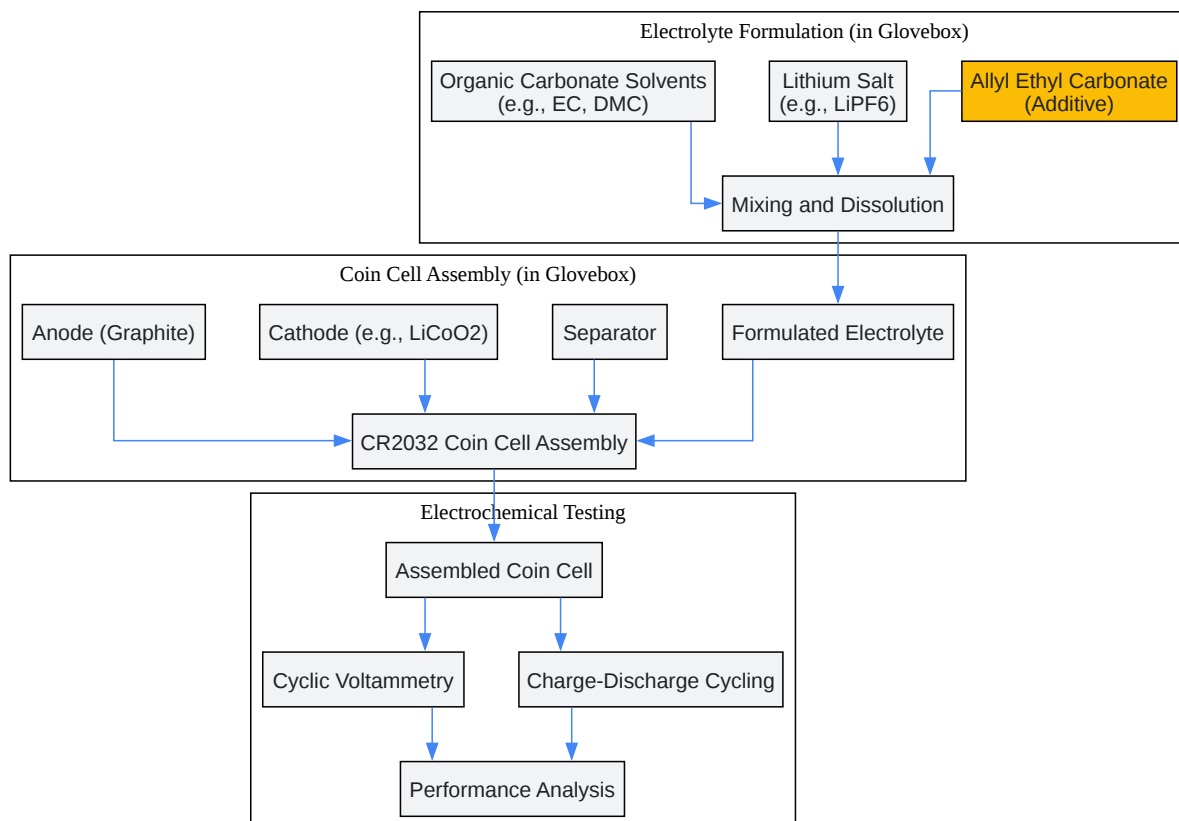 Electrolyte Formulation (in Glovebox)
Organic Carbonate Solvents
(e.g., EC, DMC)
Lithium Salt
(e.g., LiPF6)
Allyl Ethyl Carbonate
(Additive)
Mixing and Dissolution
Coin Cell Assembly (in Glovebox)
Anode (Graphite)
Cathode (e.g., LiCoO2)
Separator
Formulated Electrolyte
CR2032 Coin Cell Assembly
Electrochemical Testing
Assembled Coin Cell
Cyclic Voltammetry
Charge-Discharge Cycling
Performance Analysis